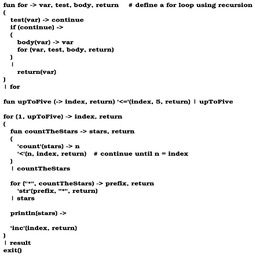 fun for -> var, test, body, return    # define a for loop using recursion
(
    test(var) -> continue
    if (continue) ->
    (
        body(var) -> var
        for (var, test, body, return)
    )
    |
        return(var)
)
| for

fun upToFive (-> index, return) '<='(index, 5, return) | upToFive

for (1, upToFive) -> index, return
(
    fun countTheStars -> stars, return
    (
        'count'(stars) -> n
        '<'(n, index, return)    # continue until n = index
    )
    | countTheStars

    for ("*", countTheStars) -> prefix, return
        'str'(prefix, "*", return)
    | stars

    println(stars) ->

    'inc'(index, return)
)
| result
exit()